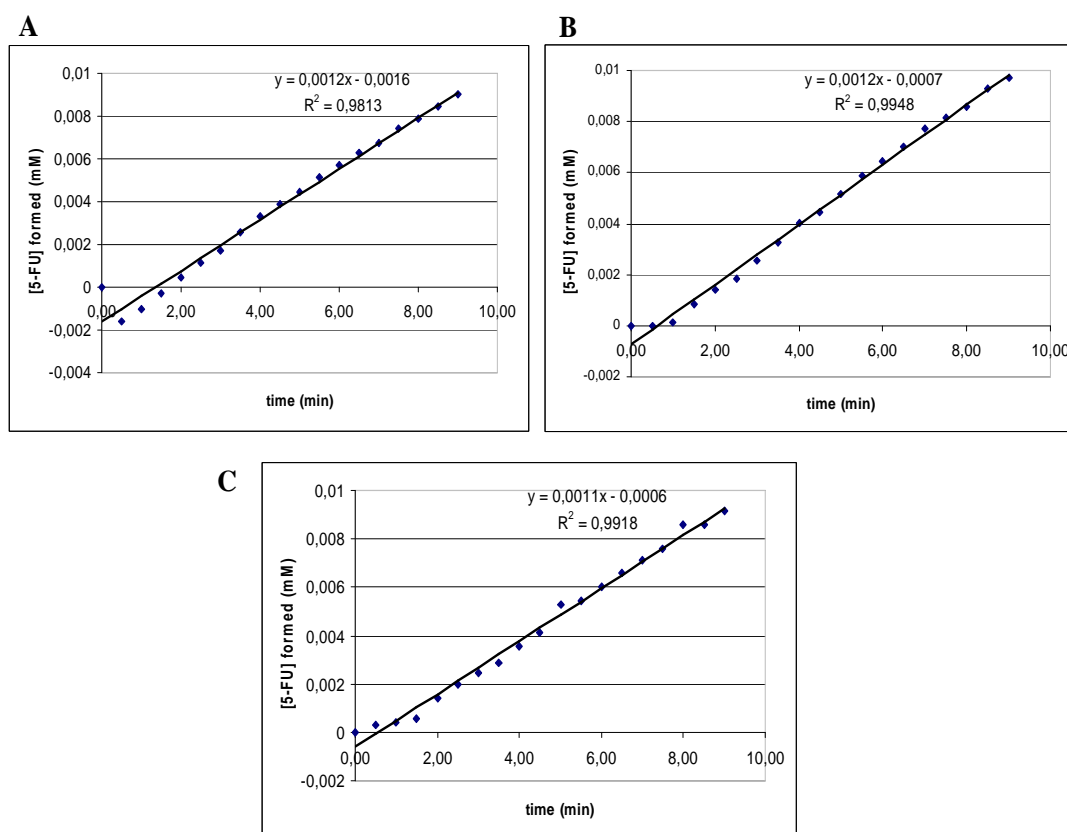 A
y = 0,0012x - 0,0016
R² = 0,9813
0,01
0,008
0,006
0,004
0,002
0
-0,002
-0,004
0,00 2,00 4,00 6,00 8,00 10,00
[5-FU] formed (mM)
time (min)
B
y = 0,0012x - 0,0007
R² = 0,9948
0,01
0,008
0,006
0,004
0,002
0
-0,002
0,00 2,00 4,00 6,00 8,00 10,00
[5-FU] formed (mM)
time (min)
C
y = 0,0011x - 0,0006
R² = 0,9918
0,01
0,008
0,006
0,004
0,002
0
-0,002
0,00 2,00 4,00 6,00 8,00 10,00
[5-FU] formed (mM)
time (min)